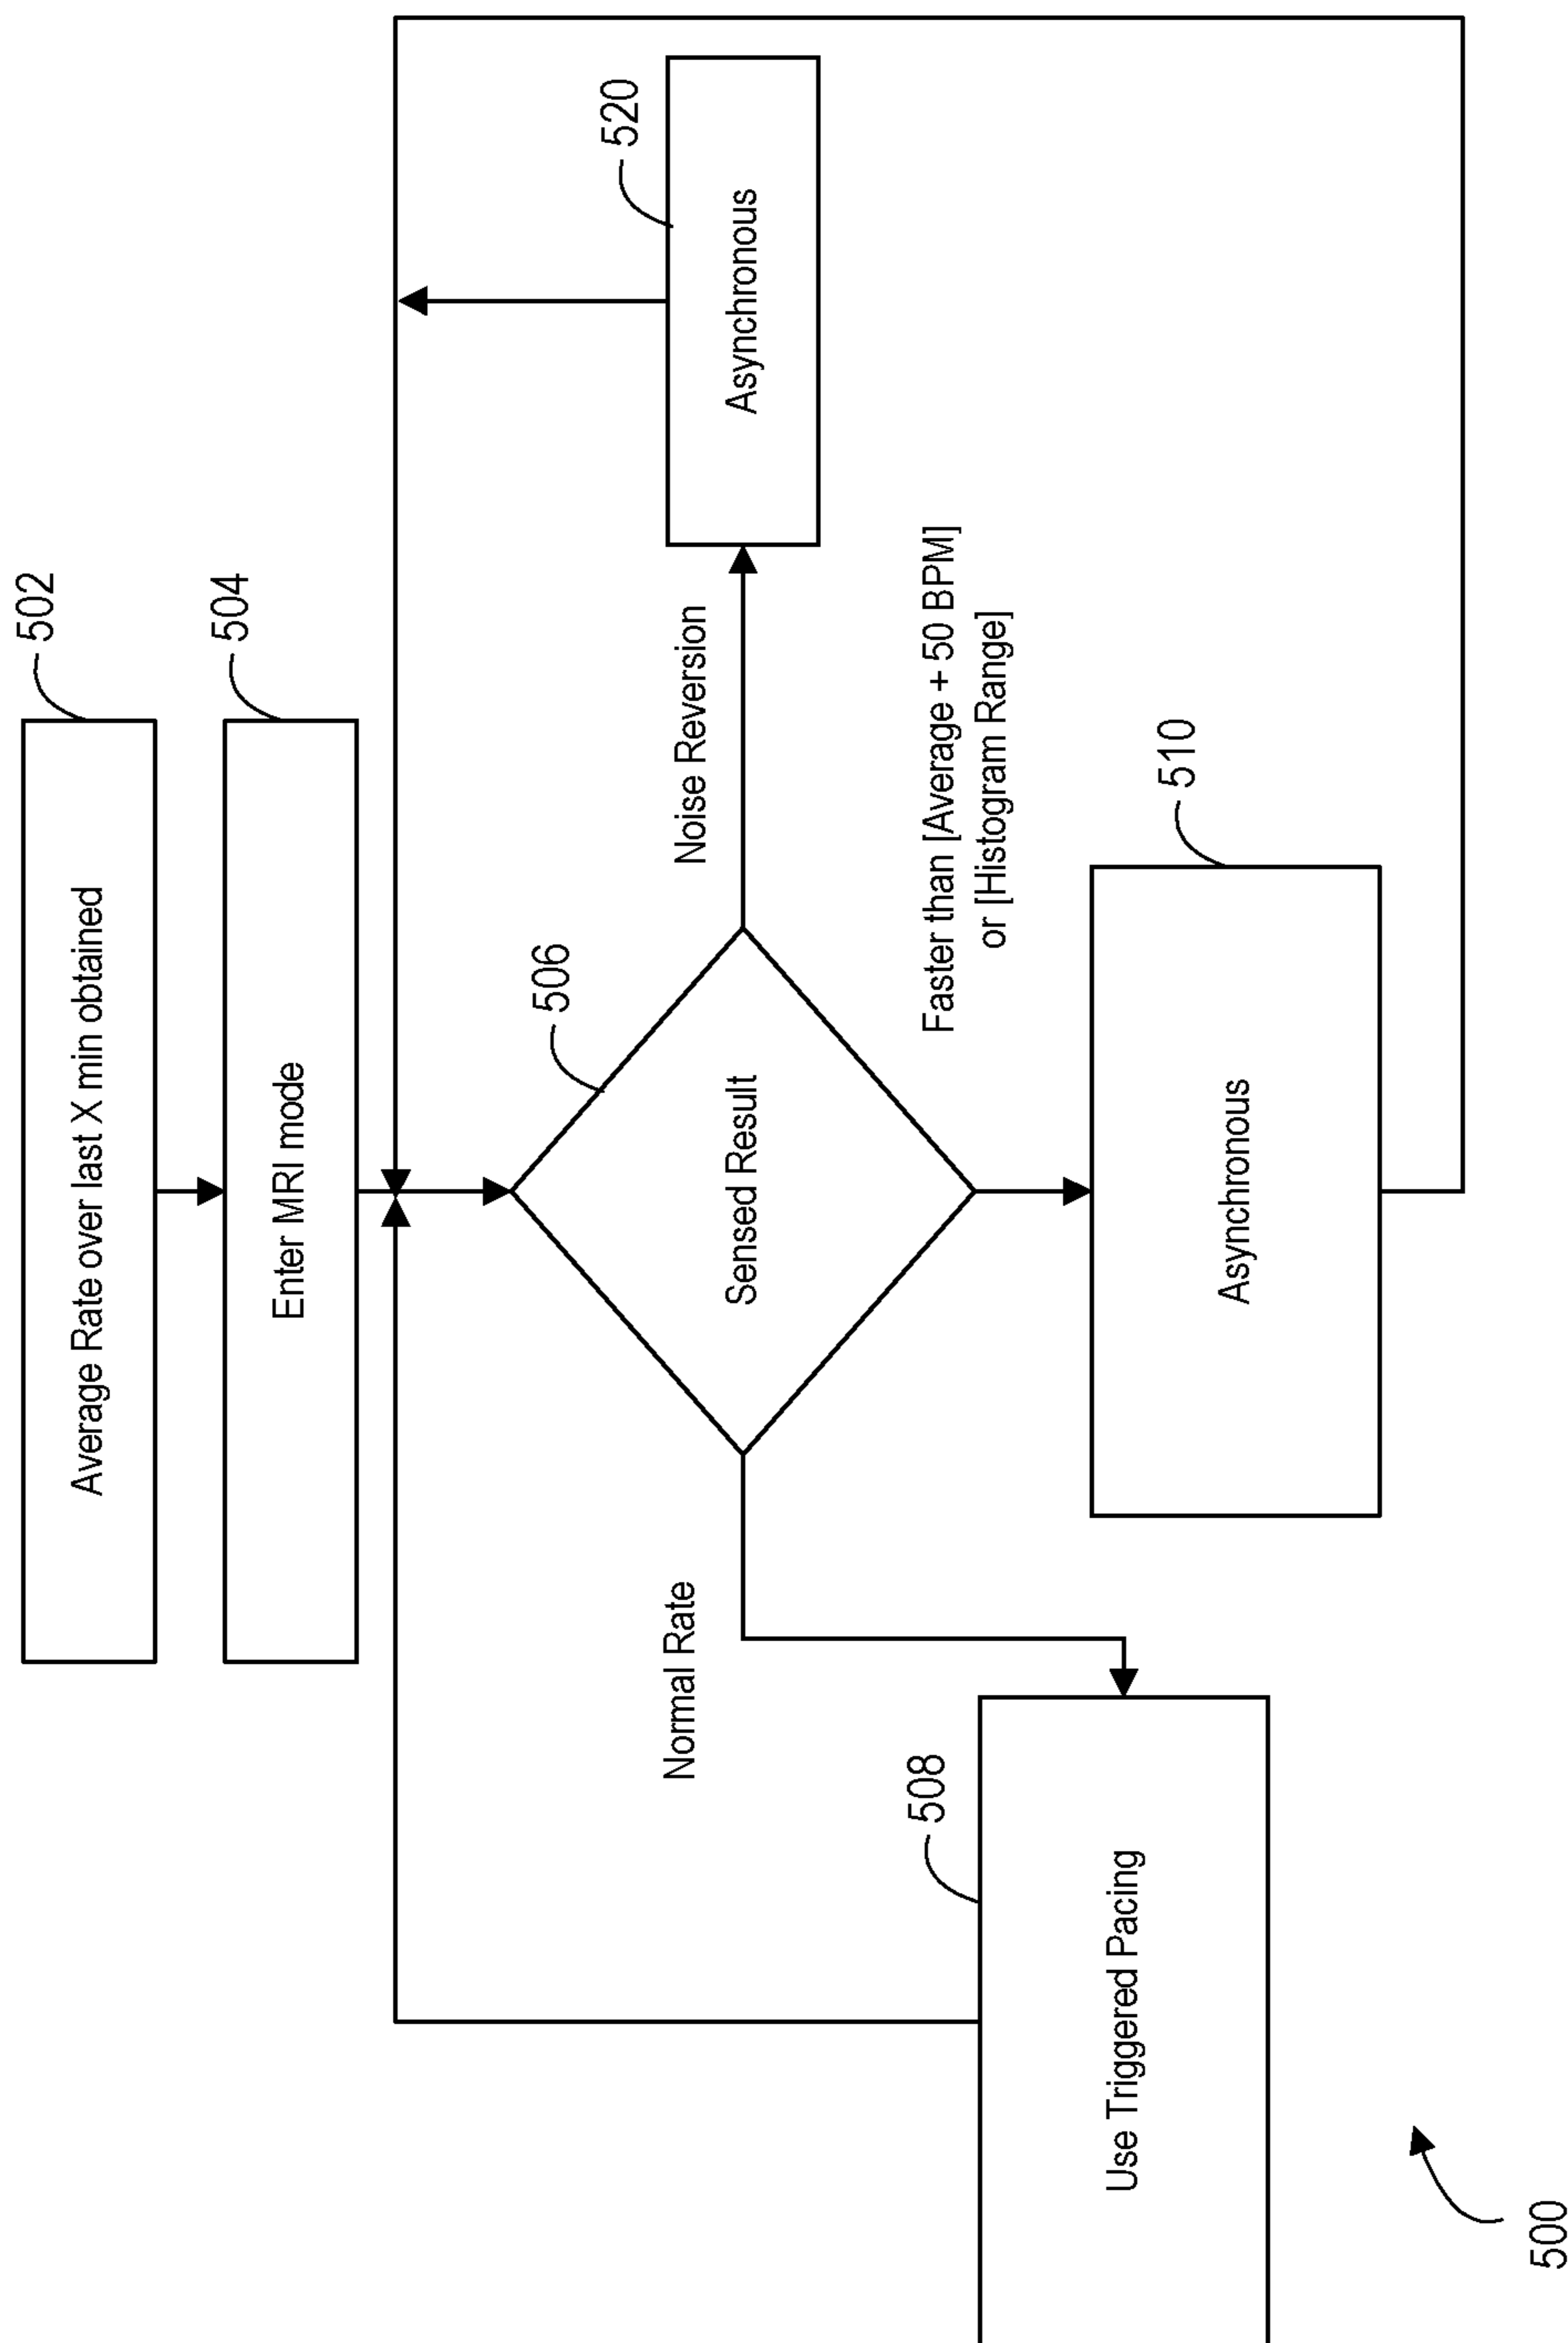 Average Rate over last X min obtained
502
Enter MRI mode
504
506
Sensed Result
Normal Rate
Noise Reversion
520
Asynchronous
Faster than [Average + 50 BPM]
or [Histogram Range]
508
Use Triggered Pacing
510
Asynchronous
500